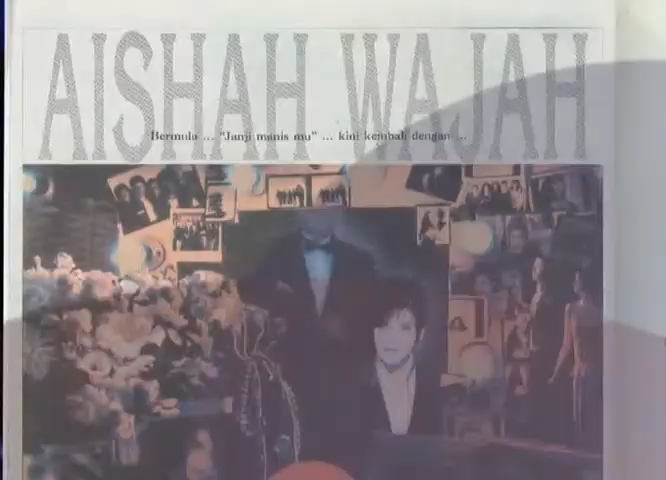 AISHAH WAJAH
Bermula ... "Janji manis mu" ... kini kembali dengan ...